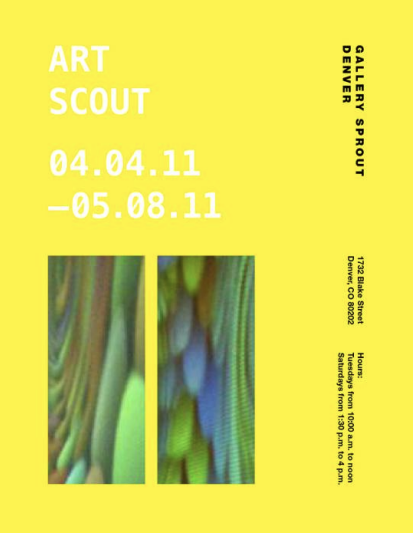 ART
SCOUT
04.04.11
—05.08.11
GALLERY SPROUT
DENVER
1732 Blake Street
Denver, CO 80202
Hours:
Tuesdays from 10:00 a.m. to noon
Saturdays from 1:30 p.m. to 4 p.m.